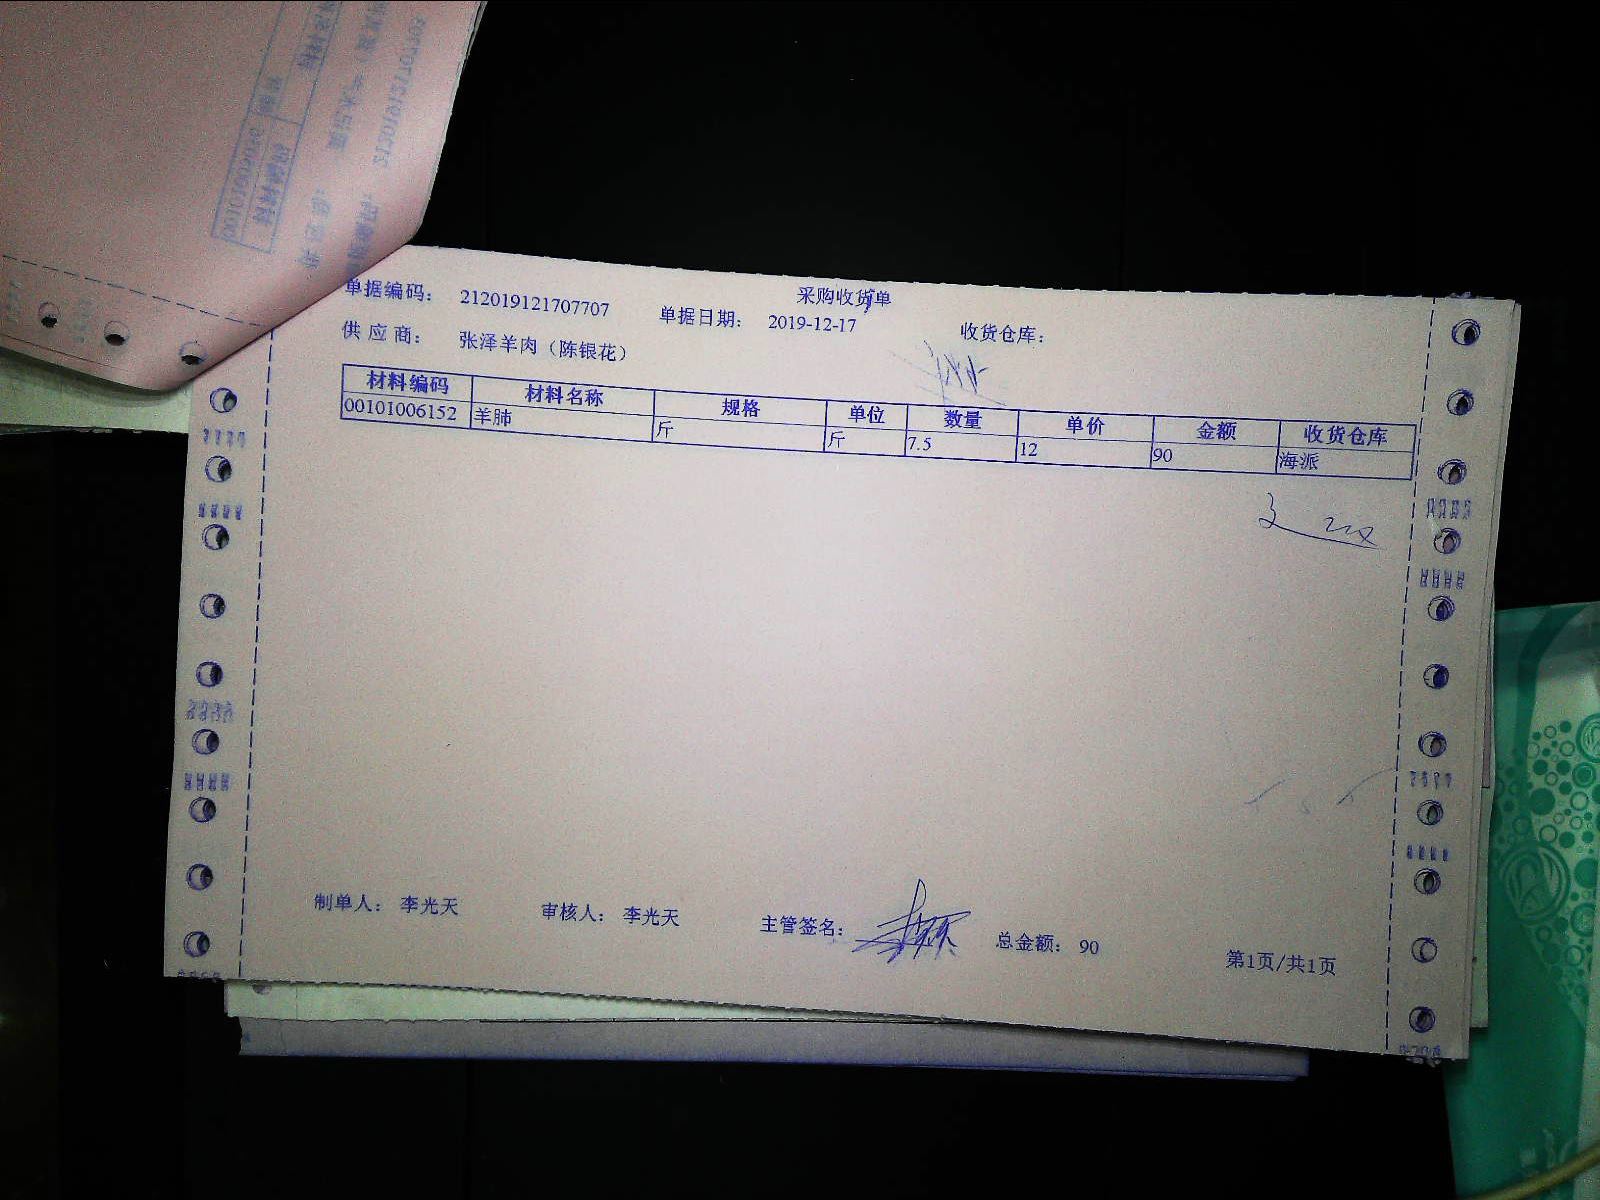 采购收货单
单据编码： 212019121707707 单据日期： 2019-12-17 收货仓库：
供 应 商： 张泽羊肉（陈银花）
材料编码 材料名称 规格 单位 数量 单价 金额 收货仓库
00101006152 羊肺 斤 斤 7.5 12 90 海派
制单人： 李光天 审核人： 李光天 主管签名： 总金额： 90
第1页/共1页